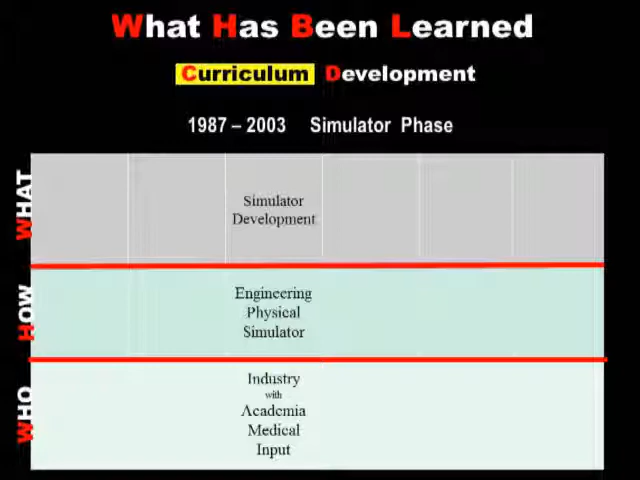 What Has Been Learned
Curriculum Development
1987 – 2003 Simulator Phase
WHAT
Simulator
Development
HOW
Engineering
Physical
Simulator
WHO
Industry
with
Academia
Medical
Input